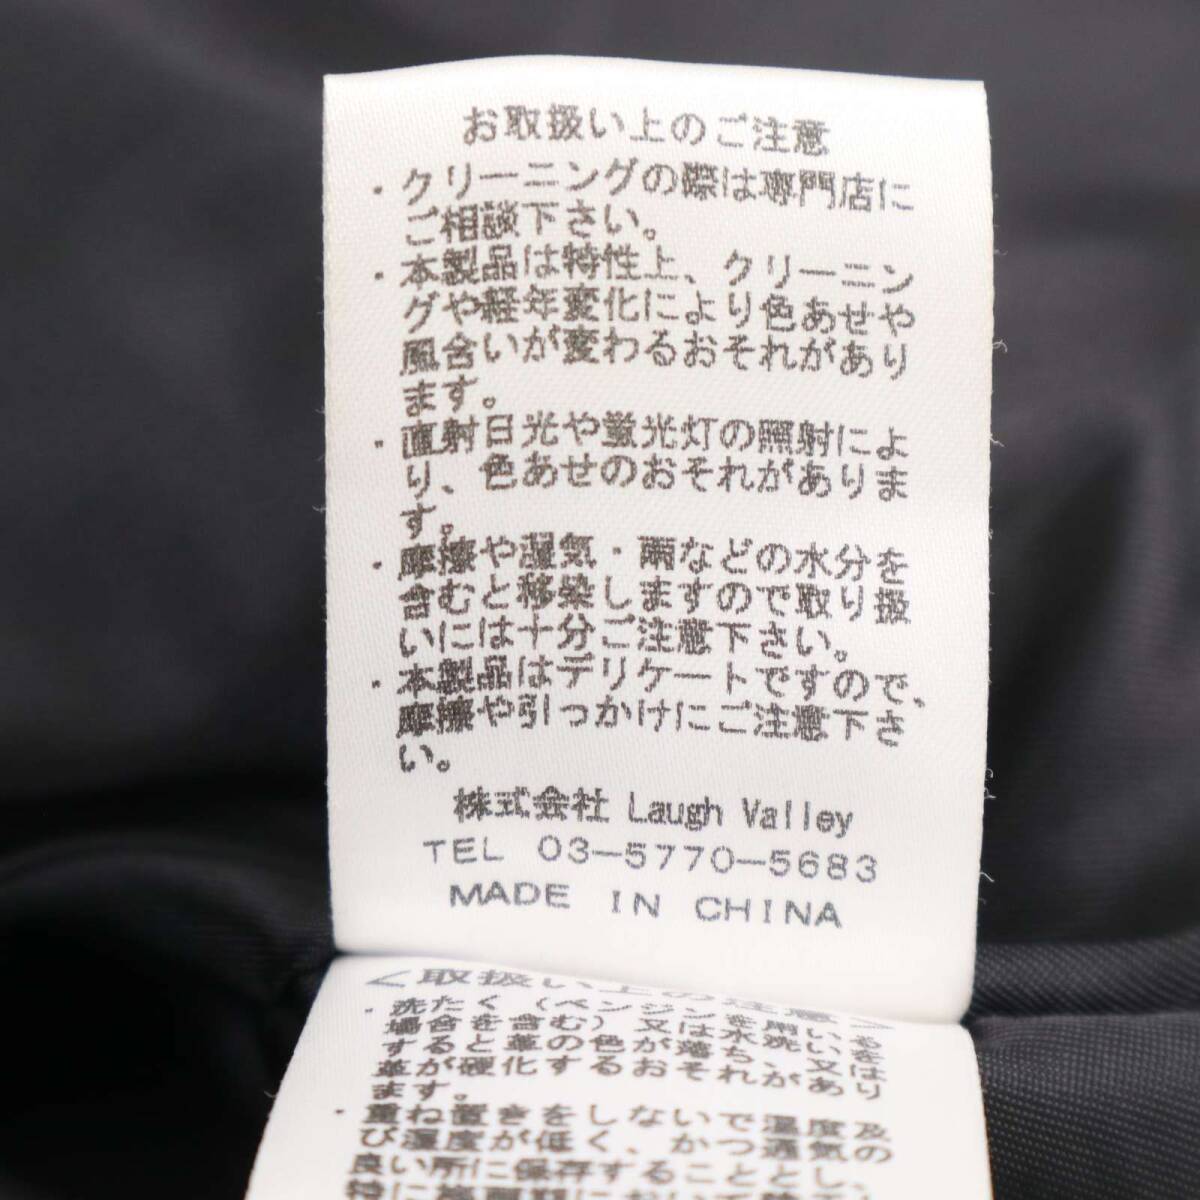 お取扱い上のご注意
・クリーニングの際は専門店に
ご相談下さい。
・本製品は特性上、クリーニン
グや経年変化により色あせや
風合いが変わるおそれがあり
ます。
・直射日光や蛍光灯の照射によ
り、色あせのおそれがありま
す。
・摩擦や湿気・雨などの水分を
含むと移染しますので取り扱
いには十分ご注意下さい。
・本製品はデリケートですので、
摩擦や引っかけにご注意下さ
い。
株式会社 Laugh Valley
TEL 03-5770-5683
MADE IN CHINA
<取扱い上の注意>
・洗たく(ベンジンを用いる
場合を含む)又は水洗い又は
すると革の色が落ち、又は
革が硬化するおそれがあり
ます。
・重ね置きをしないで温度及
び湿度が低く、かつ通気の
良い所に保存することとし、
特に